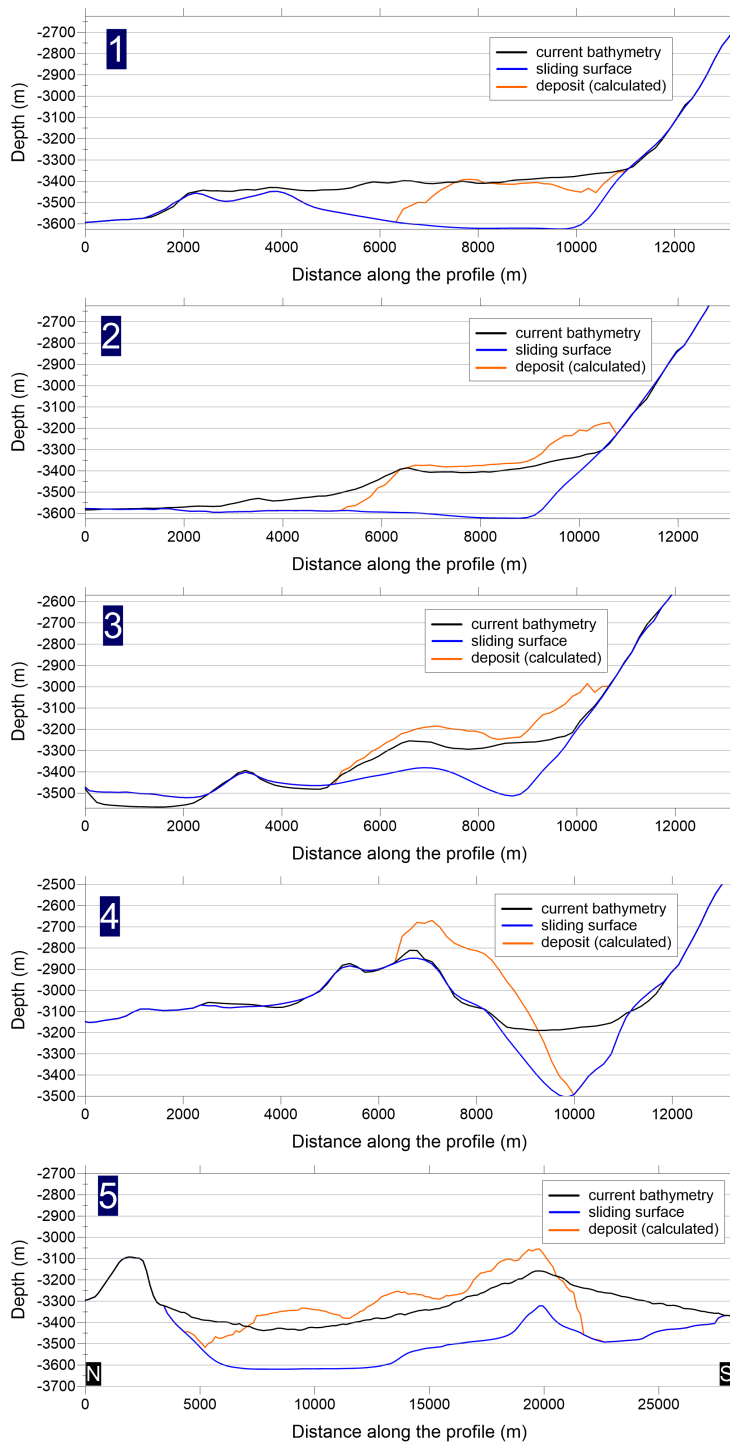 1
Depth (m)
-2700
-2800
-2900
-3000
-3100
-3200
-3300
-3400
-3500
-3600
current bathymetry
sliding surface
deposit (calculated)
0 2000 4000 6000 8000 10000 12000
Distance along the profile (m)
2
Depth (m)
-2700
-2800
-2900
-3000
-3100
-3200
-3300
-3400
-3500
-3600
current bathymetry
sliding surface
deposit (calculated)
0 2000 4000 6000 8000 10000 12000
Distance along the profile (m)
3
Depth (m)
-2600
-2700
-2800
-2900
-3000
-3100
-3200
-3300
-3400
-3500
current bathymetry
sliding surface
deposit (calculated)
0 2000 4000 6000 8000 10000 12000
Distance along the profile (m)
4
Depth (m)
-2500
-2600
-2700
-2800
-2900
-3000
-3100
-3200
-3300
-3400
-3500
current bathymetry
sliding surface
deposit (calculated)
0 2000 4000 6000 8000 10000 12000
Distance along the profile (m)
5
Depth (m)
-2700
-2800
-2900
-3000
-3100
-3200
-3300
-3400
-3500
-3600
-3700
current bathymetry
sliding surface
deposit (calculated)
N S
0 5000 10000 15000 20000 25000
Distance along the profile (m)